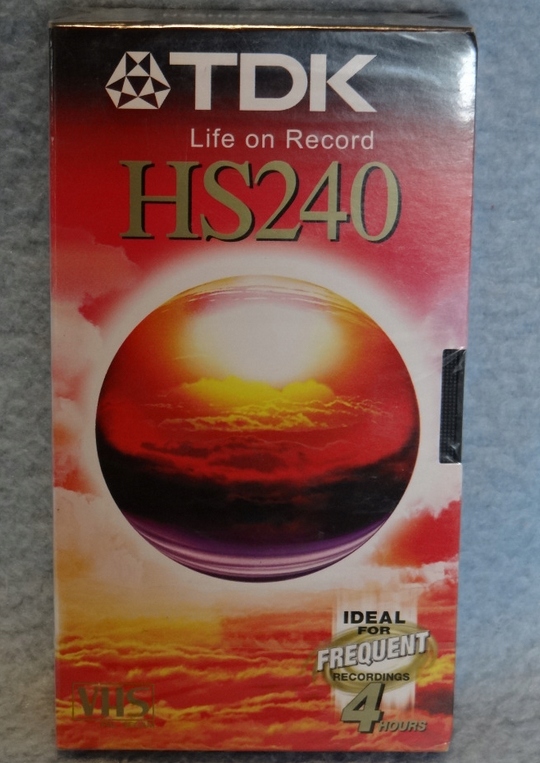 TDK
Life on Record
HS240
IDEAL
FOR
FREQUENT
RECORDINGS
4 HOURS
VHS